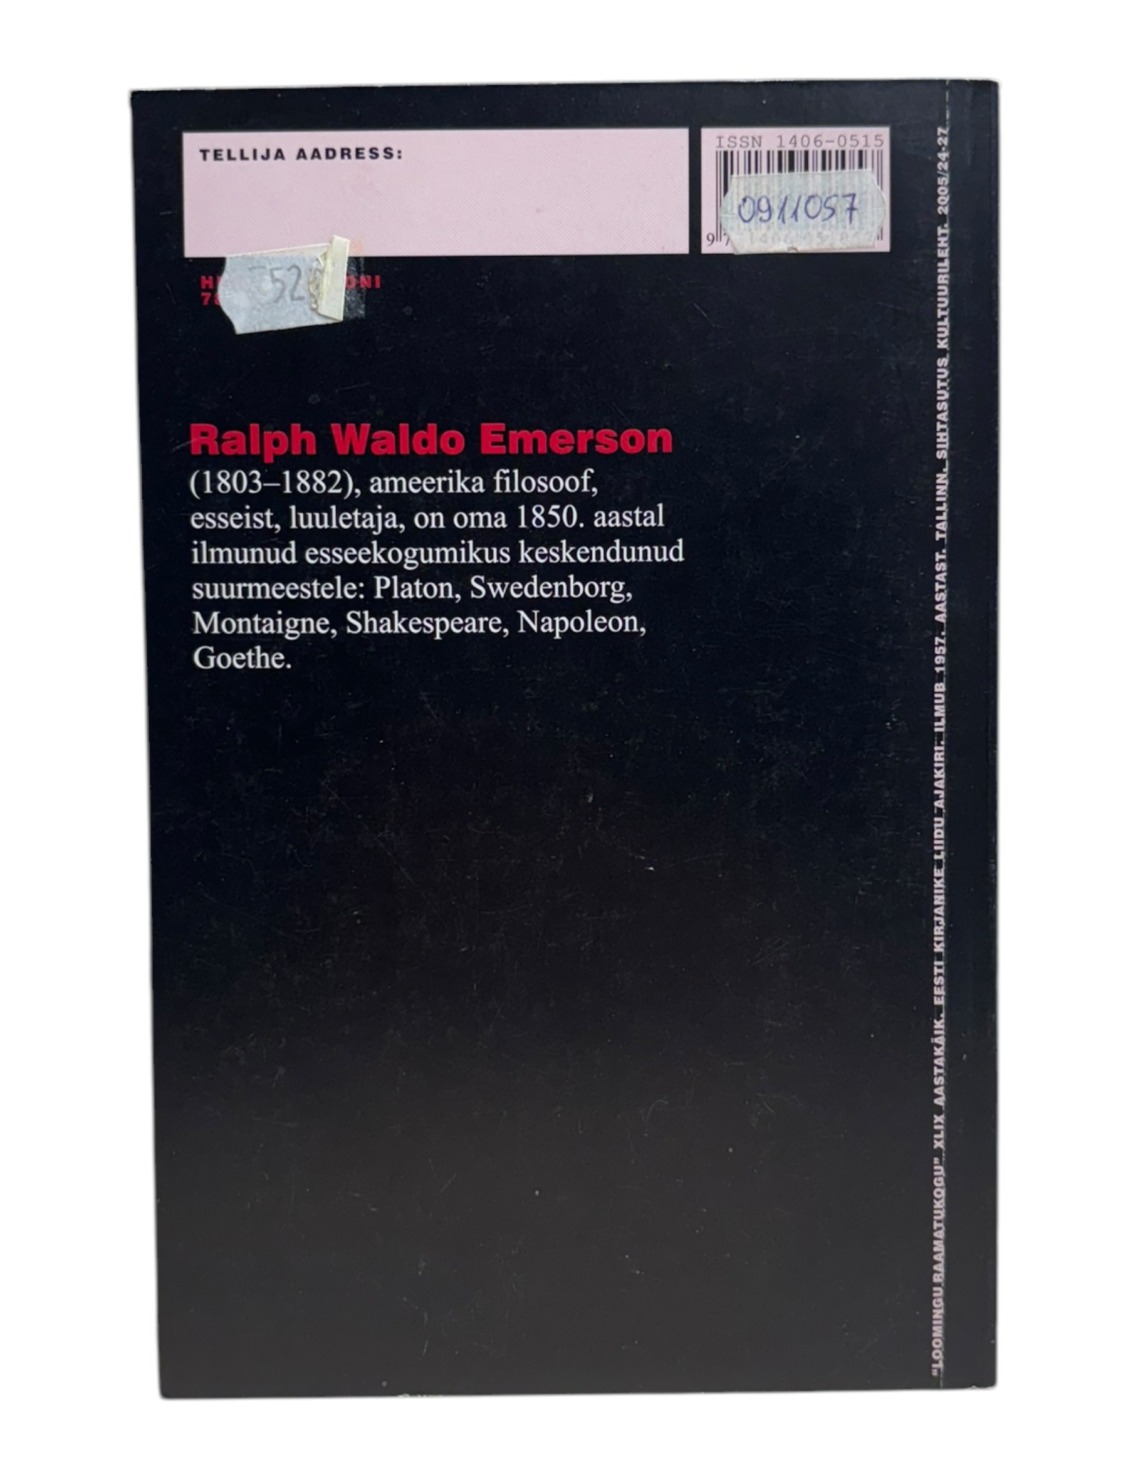 TELLIJA AADRESS:
ISSN 1406-0515
0911057
52
Ralph Waldo Emerson
(1803–1882), ameerika filosoof,
esseist, luuletaja, on oma 1850. aastal
ilmunud esseekogumikus keskendunud
suurmeestele: Platon, Swedenborg,
Montaigne, Shakespeare, Napoleon,
Goethe.
"LOOMINGU RAAMATUKOGU" XLIX AASTAKÄIK. EESTI KIRJANIKE LIIDU AJAKIRI. ILMUB 1957. AASTAST. TALLINN. SIHTASUTUS KULTUURILEHT. 2005/24-27